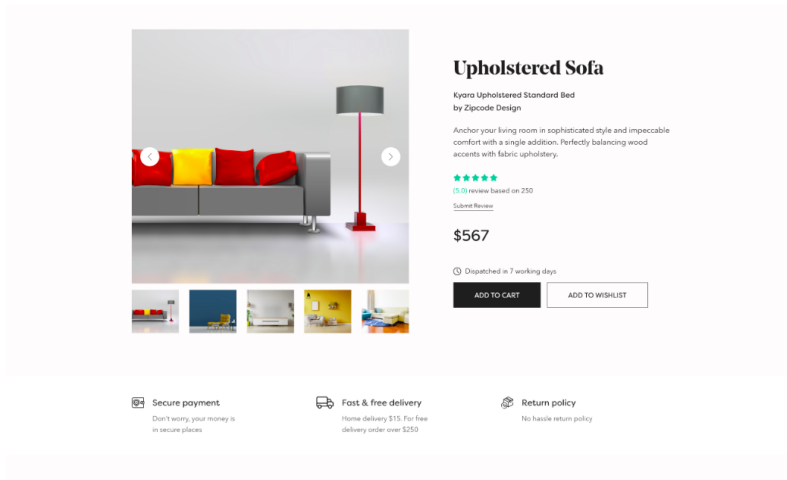 Upholstered Sofa
Kyara Upholstered Standard Bed
by Zipcode Design
Anchor your living room in sophisticated style and impeccable
comfort with a single addition. Perfectly balancing wood
accents with fabric upholstery.
(5.0) review based on 250
Submit Review
$567
Dispatched in 7 working days
ADD TO CART
ADD TO WISHLIST
Secure payment
Don't worry, your money is
in secure places
Fast & free delivery
Home delivery $15. For free
delivery order over $250
Return policy
No hassle return policy